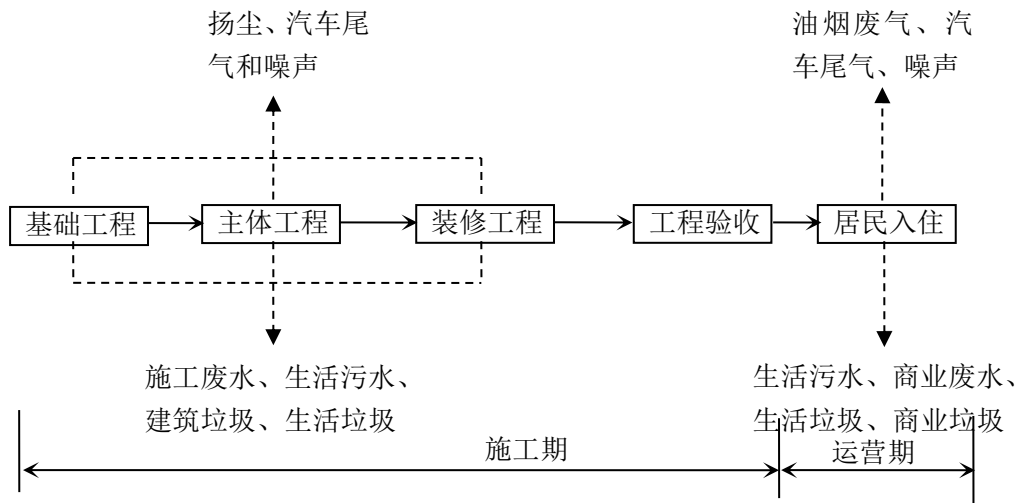 扬尘、汽车尾
气和噪声
油烟废气、汽
车尾气、噪声
基础工程
主体工程
装修工程
工程验收
居民入住
施工废水、生活污水、
建筑垃圾、生活垃圾
生活污水、商业废水、
生活垃圾、商业垃圾
施工期
运营期